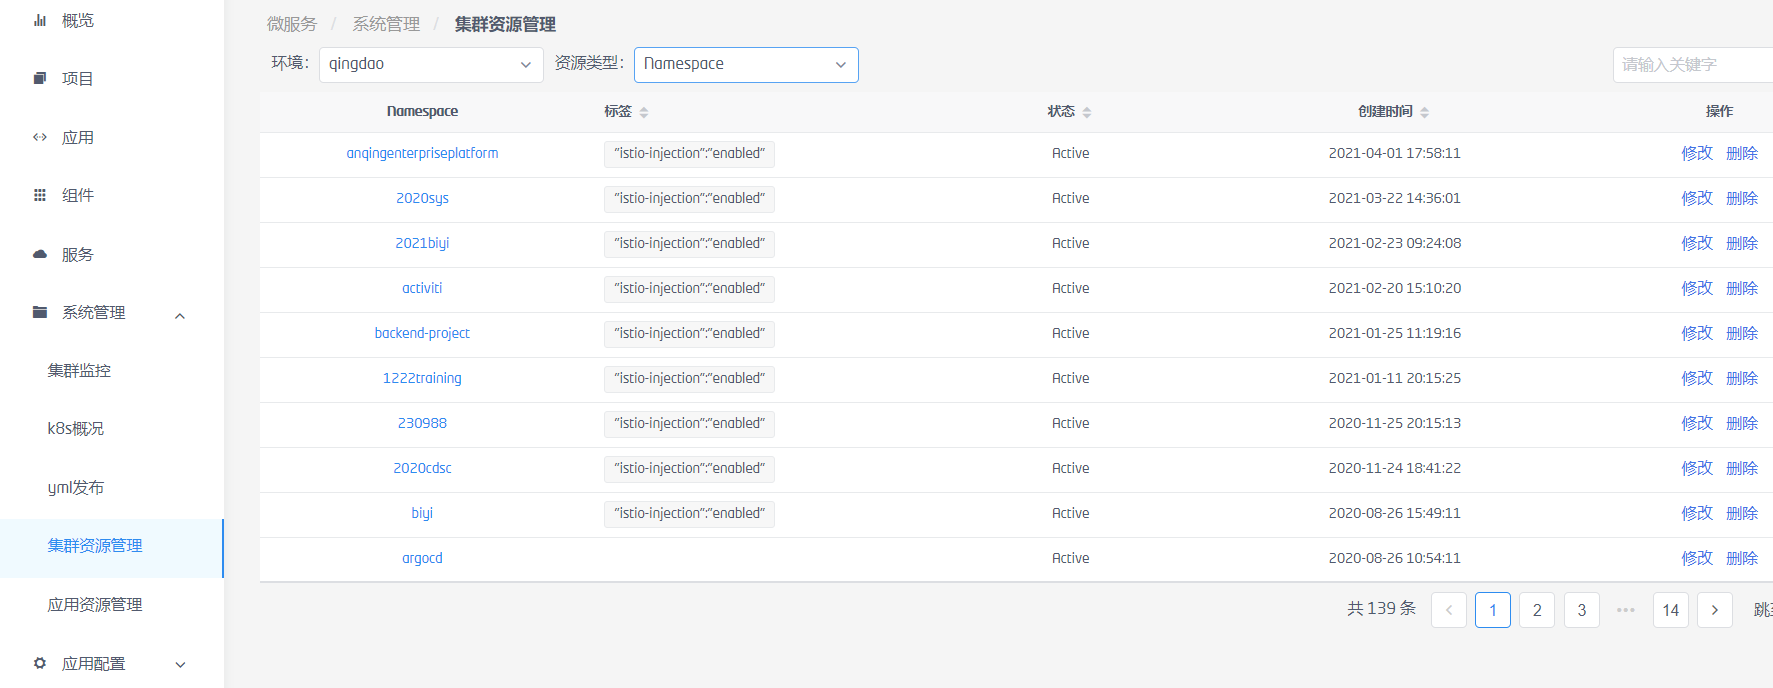 概览
项目
应用
组件
服务
系统管理
集群监控
k8s概况
yml发布
集群资源管理
应用资源管理
应用配置
微服务 / 系统管理 / 集群资源管理
环境: qingdao 资源类型: Namespace 请输入关键字
Namespace 标签 状态 创建时间 操作
anqingenterpriseplatform "istio-injection":"enabled" Active 2021-04-01 17:58:11 修改 删除
2020sys "istio-injection":"enabled" Active 2021-03-22 14:36:01 修改 删除
2021biyi "istio-injection":"enabled" Active 2021-02-23 09:24:08 修改 删除
activiti "istio-injection":"enabled" Active 2021-02-20 15:10:20 修改 删除
backend-project "istio-injection":"enabled" Active 2021-01-25 11:19:16 修改 删除
1222training "istio-injection":"enabled" Active 2021-01-11 20:15:25 修改 删除
230988 "istio-injection":"enabled" Active 2020-11-25 20:15:13 修改 删除
2020cdsc "istio-injection":"enabled" Active 2020-11-24 18:41:22 修改 删除
biyi "istio-injection":"enabled" Active 2020-08-26 15:49:11 修改 删除
argocd Active 2020-08-26 10:54:11 修改 删除
共 139 条 < 1 2 3 ••• 14 > 跳